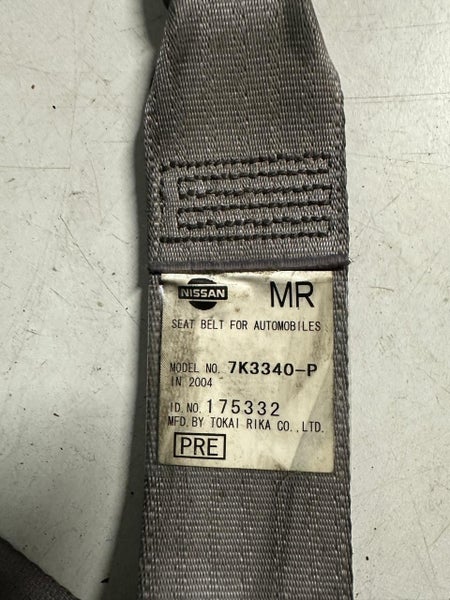 NISSAN MR
SEAT BELT FOR AUTOMOBILES
MODEL NO. 7K3340-P
IN 2004
ID.NO. 175332
MFD.BY TOKAI RIKA CO.,LTD.
PRE